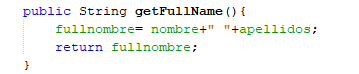 public String getFullName(){
fullnombre= nombre+" "+apellidos;
return fullnombre;
}